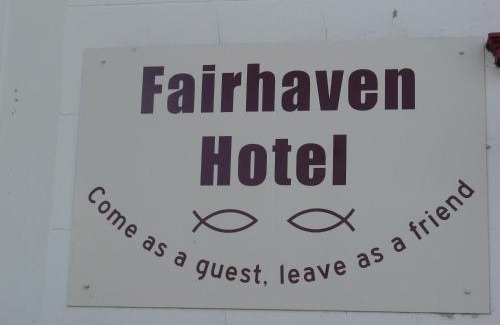 Fairhaven
Hotel
Come as a guest, leave as a friend